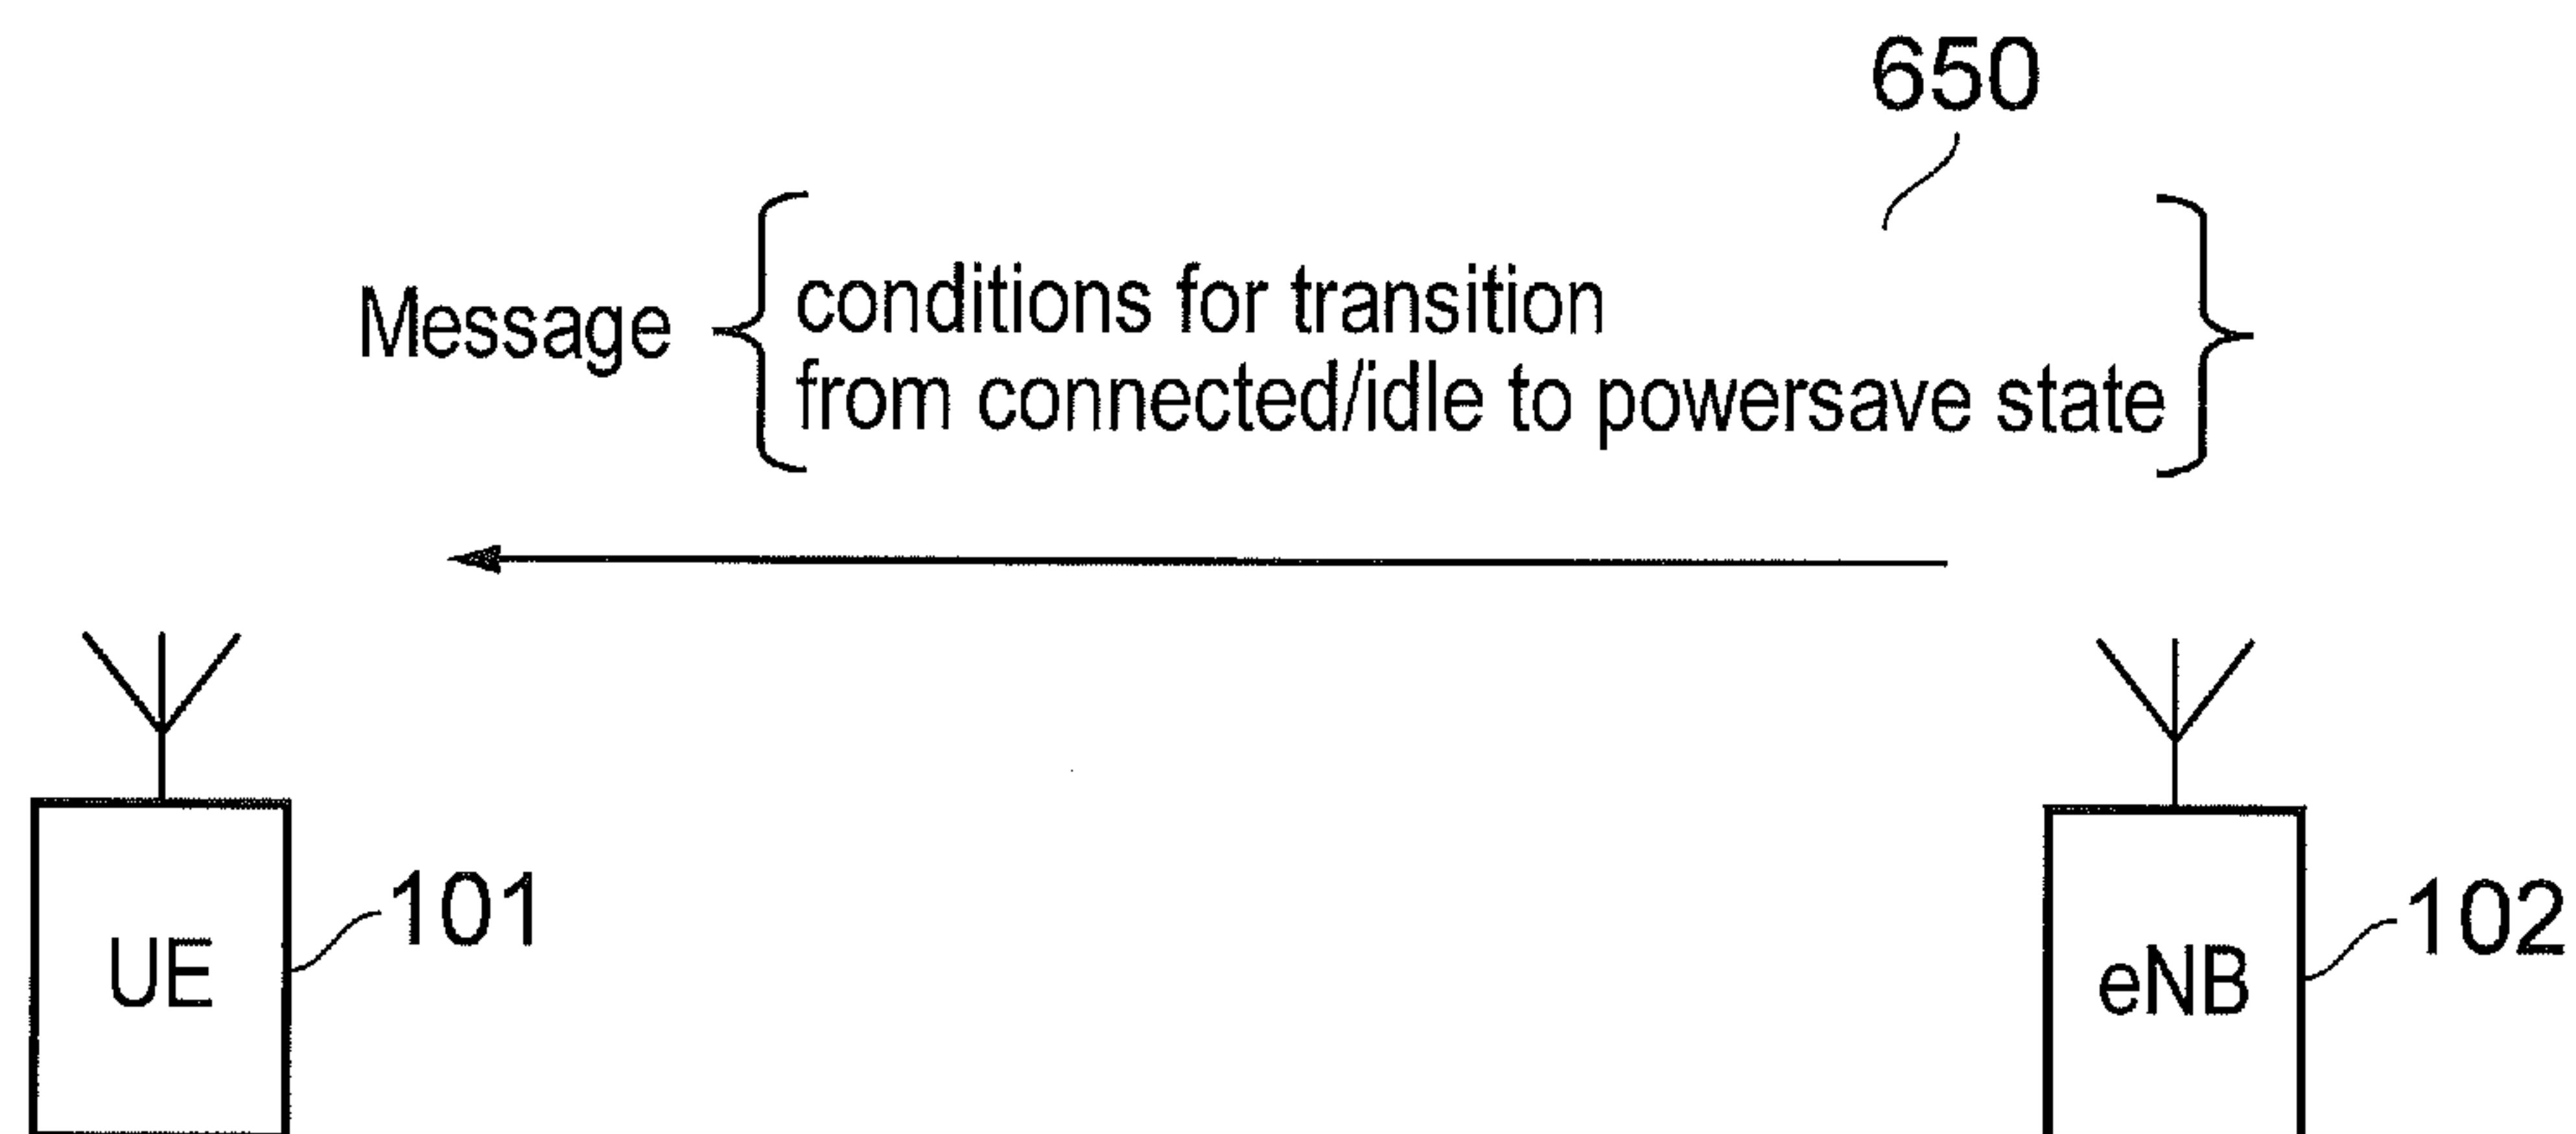 650
Message { conditions for transition
from connected/idle to powersave state }
UE
101
eNB
102